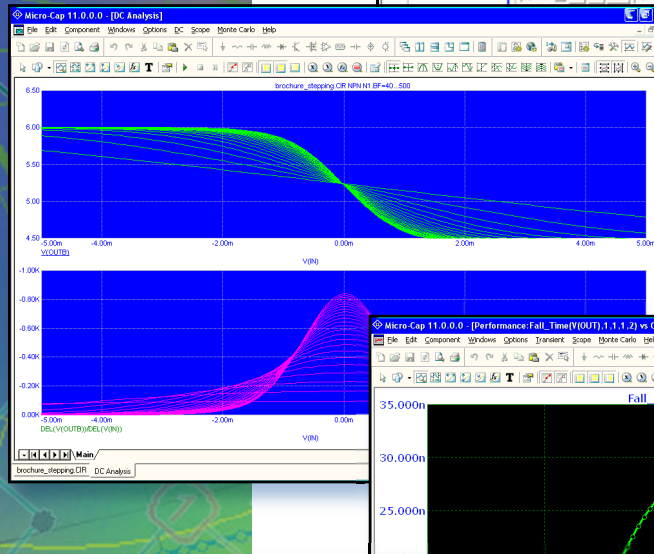 Micro-Cap 11.0.0.0 - [DC Analysis]
File Edit Component Windows Options DC Scope Monte Carlo Help
T
brochure_stepping.CIR NPN N1.BF=40...500
6.50
6.00
5.50
5.00
4.50
-5.00m -4.00m -2.00m 0.00m 2.00m 4.00m 5.00m
V(OUTB)
V(IN)
-1.00K
-0.80K
-0.60K
-0.40K
-0.20K
0.00K
-5.00m -4.00m -2.00m 0.00m
DEL(V(OUTB))/DEL(V(IN))
V(IN)
Main
brochure_stepping.CIR DC Analysis
Micro-Cap 11.0.0.0 - [Performance:Fall_Time(V(OUT),1,1,1,2) vs
File Edit Component Windows Options Transient Scope Monte Carlo
T
Fall
35.000n
30.000n
25.000n